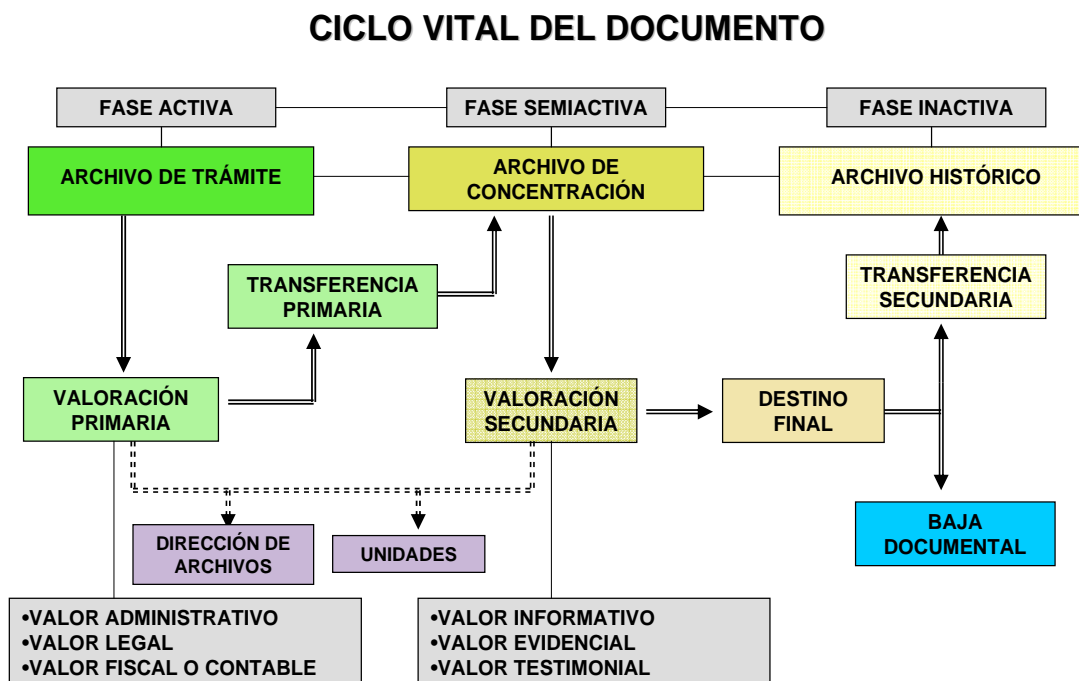 CICLO VITAL DEL DOCUMENTO
FASE ACTIVA
FASE SEMIACTIVA
FASE INACTIVA
ARCHIVO DE TRÁMITE
ARCHIVO DE
CONCENTRACIÓN
ARCHIVO HISTÓRICO
TRANSFERENCIA
PRIMARIA
TRANSFERENCIA
SECUNDARIA
VALORACIÓN
PRIMARIA
VALORACIÓN
SECUNDARIA
DESTINO
FINAL
DIRECCIÓN DE
ARCHIVOS
UNIDADES
BAJA
DOCUMENTAL
•VALOR ADMINISTRATIVO
•VALOR LEGAL
•VALOR FISCAL O CONTABLE
•VALOR INFORMATIVO
•VALOR EVIDENCIAL
•VALOR TESTIMONIAL